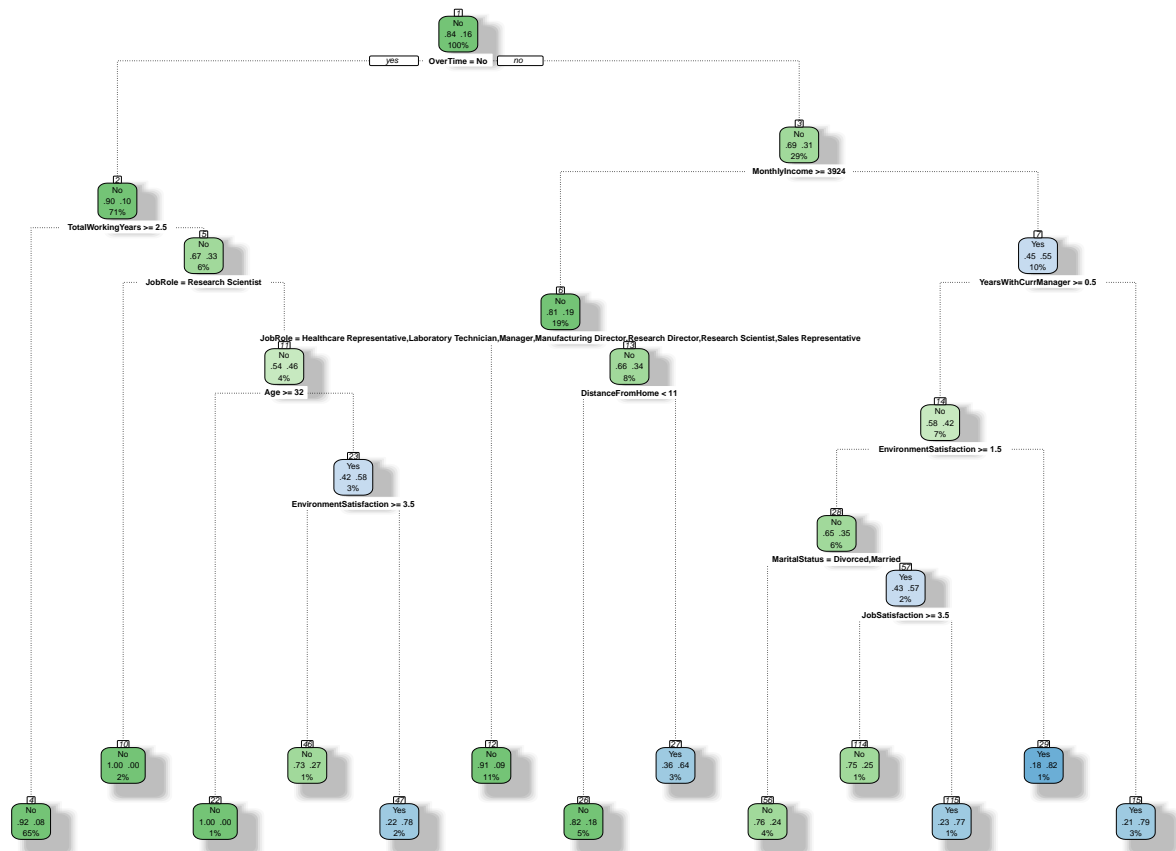 1
No
.84 .16
100%
yes OverTime = No no
3
No
.69 .31
29%
MonthlyIncome >= 3924
2
No
.90 .10
71%
TotalWorkingYears >= 2.5
5
No
.67 .33
6%
JobRole = Research Scientist
7
Yes
.45 .55
10%
YearsWithCurrManager >= 0.5
6
No
.81 .19
19%
JobRole = Healthcare Representative,Laboratory Technician,Manager,Manufacturing Director,Research Director,Research Scientist,Sales Representative
11
No
.54 .46
4%
Age >= 32
13
No
.66 .34
8%
DistanceFromHome < 11
14
No
.58 .42
7%
EnvironmentSatisfaction >= 1.5
23
Yes
.42 .58
3%
EnvironmentSatisfaction >= 3.5
28
No
.65 .35
6%
MaritalStatus = Divorced,Married
57
Yes
.43 .57
2%
JobSatisfaction >= 3.5
10
No
1.00 .00
2%
46
No
.73 .27
1%
12
No
.91 .09
11%
27
Yes
.36 .64
3%
114
No
.75 .25
1%
29
Yes
.18 .82
1%
4
No
.92 .08
65%
22
No
1.00 .00
1%
47
Yes
.22 .78
2%
26
No
.82 .18
5%
56
No
.76 .24
4%
115
Yes
.23 .77
1%
15
Yes
.21 .79
3%